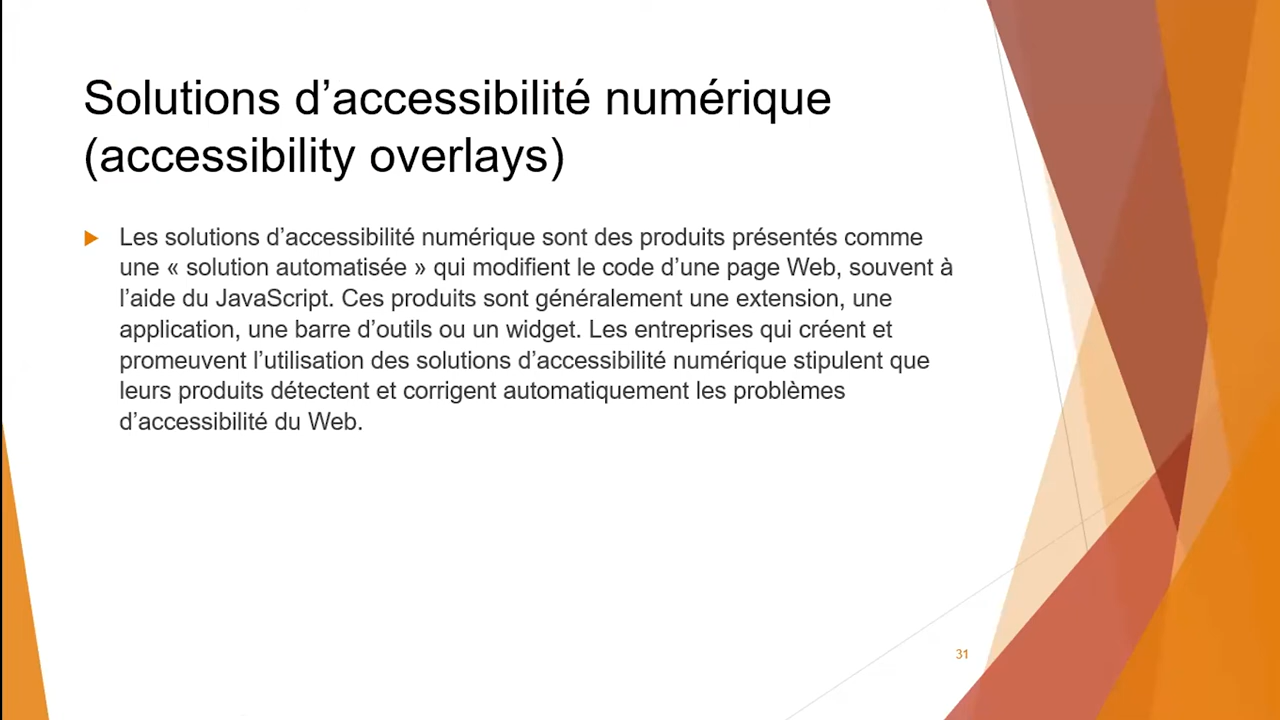 Solutions d’accessibilité numérique
(accessibility overlays)
Les solutions d’accessibilité numérique sont des produits présentés comme
une « solution automatisée » qui modifient le code d’une page Web, souvent à
l’aide du JavaScript. Ces produits sont généralement une extension, une
application, une barre d’outils ou un widget. Les entreprises qui créent et
promeuvent l’utilisation des solutions d’accessibilité numérique stipulent que
leurs produits détectent et corrigent automatiquement les problèmes
d’accessibilité du Web.
31